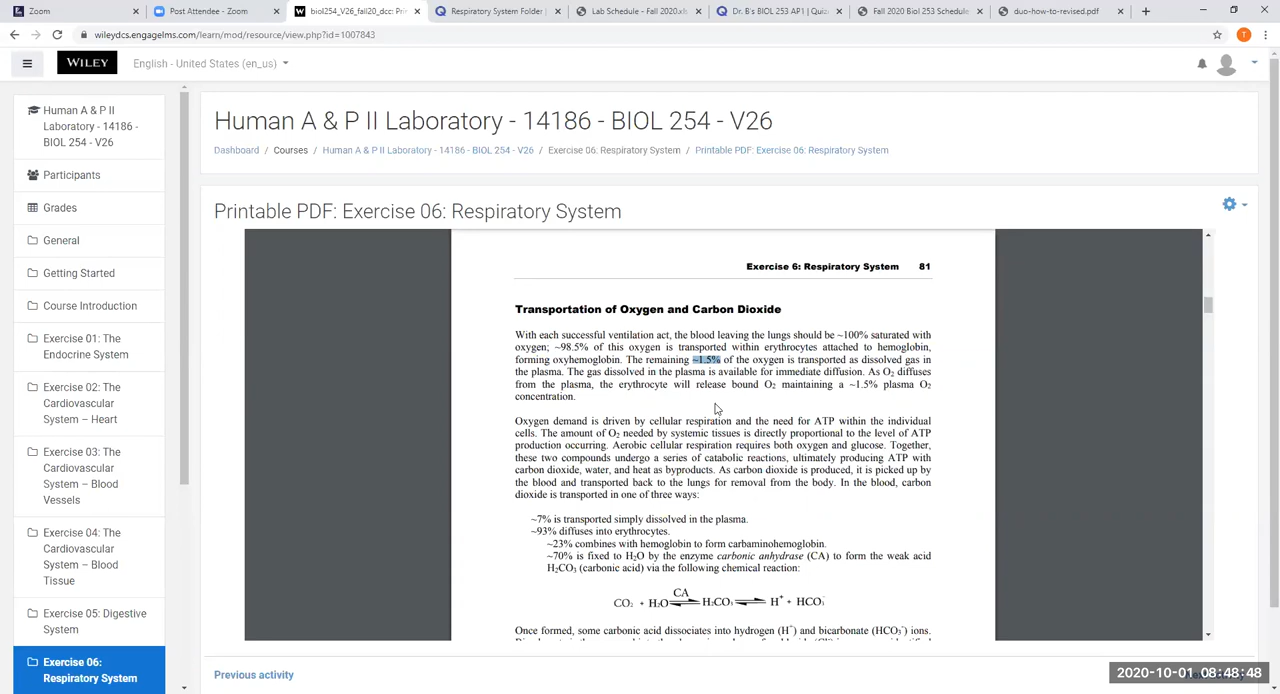 Zoom
Post Attendee - Zoom
biol254_V26_fall20_dcc: Pri
Respiratory System Folder |
Lab Schedule - Fall 2020.xl
Dr. B's BIOL 253 AP1 | Quiz
Fall 2020 Biol 253 Schedule
duo-how-to-revised.pdf
wileydcs.engagelms.com/learn/mod/resource/view.php?id=1007843
T
WILEY
English - United States (en_us)
Human A & P II
Laboratory - 14186 -
BIOL 254 - V26
Participants
Grades
General
Getting Started
Course Introduction
Exercise 01: The
Endocrine System
Exercise 02: The
Cardiovascular
System – Heart
Exercise 03: The
Cardiovascular
System – Blood
Vessels
Exercise 04: The
Cardiovascular
System – Blood
Tissue
Exercise 05: Digestive
System
Exercise 06:
Respiratory System
Human A & P II Laboratory - 14186 - BIOL 254 - V26
Dashboard / Courses / Human A & P II Laboratory - 14186 - BIOL 254 - V26 / Exercise 06: Respiratory System / Printable PDF: Exercise 06: Respiratory System
Printable PDF: Exercise 06: Respiratory System
Exercise 6: Respiratory System 81
Transportation of Oxygen and Carbon Dioxide
With each successful ventilation act, the blood leaving the lungs should be ~100% saturated with
oxygen; ~98.5% of this oxygen is transported within erythrocytes attached to hemoglobin,
forming oxyhemoglobin. The remaining ~1.5% of the oxygen is transported as dissolved gas in
the plasma. The gas dissolved in the plasma is available for immediate diffusion. As O₂ diffuses
from the plasma, the erythrocyte will release bound O₂ maintaining a ~1.5% plasma O₂
concentration.
Oxygen demand is driven by cellular respiration and the need for ATP within the individual
cells. The amount of O₂ needed by systemic tissues is directly proportional to the level of ATP
production occurring. Aerobic cellular respiration requires both oxygen and glucose. Together,
these two compounds undergo a series of catabolic reactions, ultimately producing ATP with
carbon dioxide, water, and heat as byproducts. As carbon dioxide is produced, it is picked up by
the blood and transported back to the lungs for removal from the body. In the blood, carbon
dioxide is transported in one of three ways:
~7% is transported simply dissolved in the plasma.
~93% diffuses into erythrocytes.
~23% combines with hemoglobin to form carbaminohemoglobin.
~70% is fixed to H₂O by the enzyme carbonic anhydrase (CA) to form the weak acid
H₂CO₃ (carbonic acid) via the following chemical reaction:
CA
CO₂ + H₂O ⇌ H₂CO₃ ⇌ H⁺ + HCO₃⁻
Once formed, some carbonic acid dissociates into hydrogen (H⁺) and bicarbonate (HCO₃⁻) ions.
Previous activity
2020-10-01 08:48:48